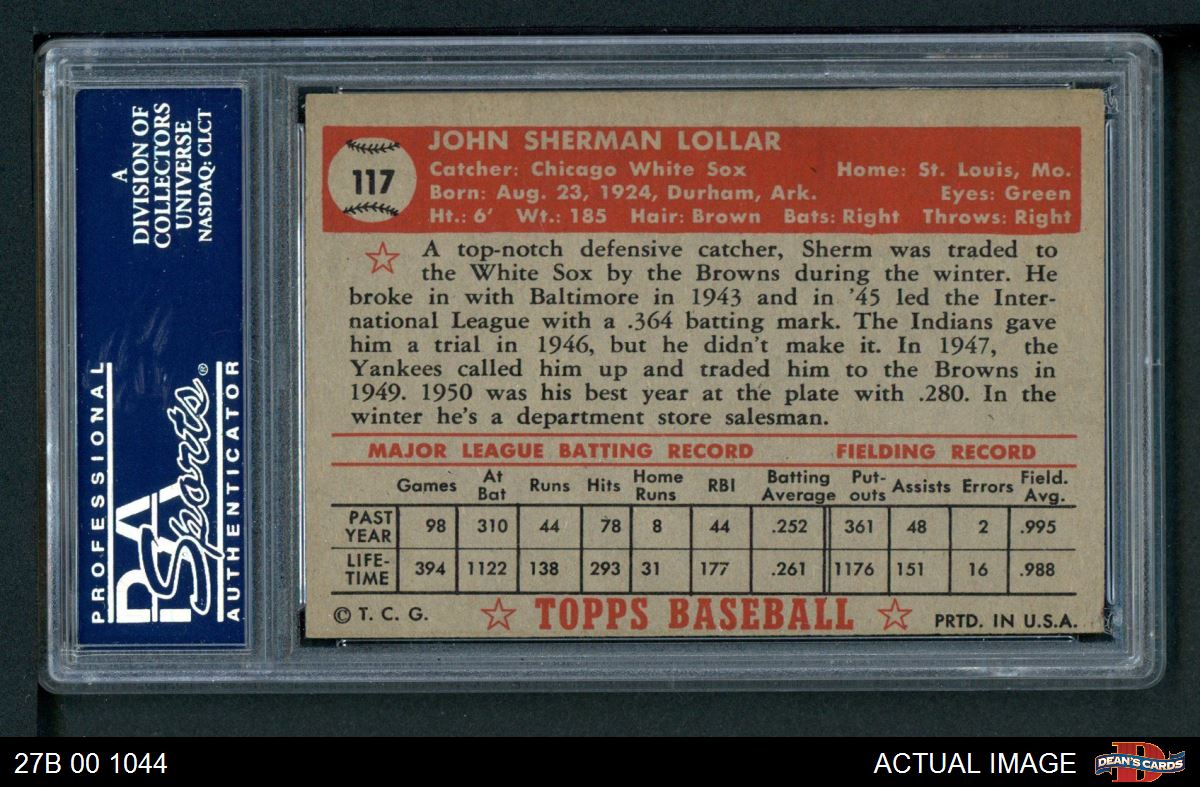 A
DIVISION OF
COLLECTORS
UNIVERSE
NASDAQ: CLCT
PROFESSIONAL
PSA
Sports®
AUTHENTICATOR
117
JOHN SHERMAN LOLLAR
Catcher: Chicago White Sox Home: St. Louis, Mo.
Born: Aug. 23, 1924, Durham, Ark. Eyes: Green
Ht.: 6' Wt.: 185 Hair: Brown Bats: Right Throws: Right
A top-notch defensive catcher, Sherm was traded to
the White Sox by the Browns during the winter. He
broke in with Baltimore in 1943 and in '45 led the Inter-
national League with a .364 batting mark. The Indians gave
him a trial in 1946, but he didn't make it. In 1947, the
Yankees called him up and traded him to the Browns in
1949. 1950 was his best year at the plate with .280. In the
winter he's a department store salesman.
MAJOR LEAGUE BATTING RECORD FIELDING RECORD
Games At Bat Runs Hits Home Runs RBI Batting Average Put-outs Assists Errors Field. Avg.
PAST YEAR 98 310 44 78 8 44 .252 361 48 2 .995
LIFE-TIME 394 1122 138 293 31 177 .261 1176 151 16 .988
© T. C. G. TOPPS BASEBALL PRTD. IN U.S.A.
27B 00 1044 ACTUAL IMAGE
D
DEAN'S CARDS